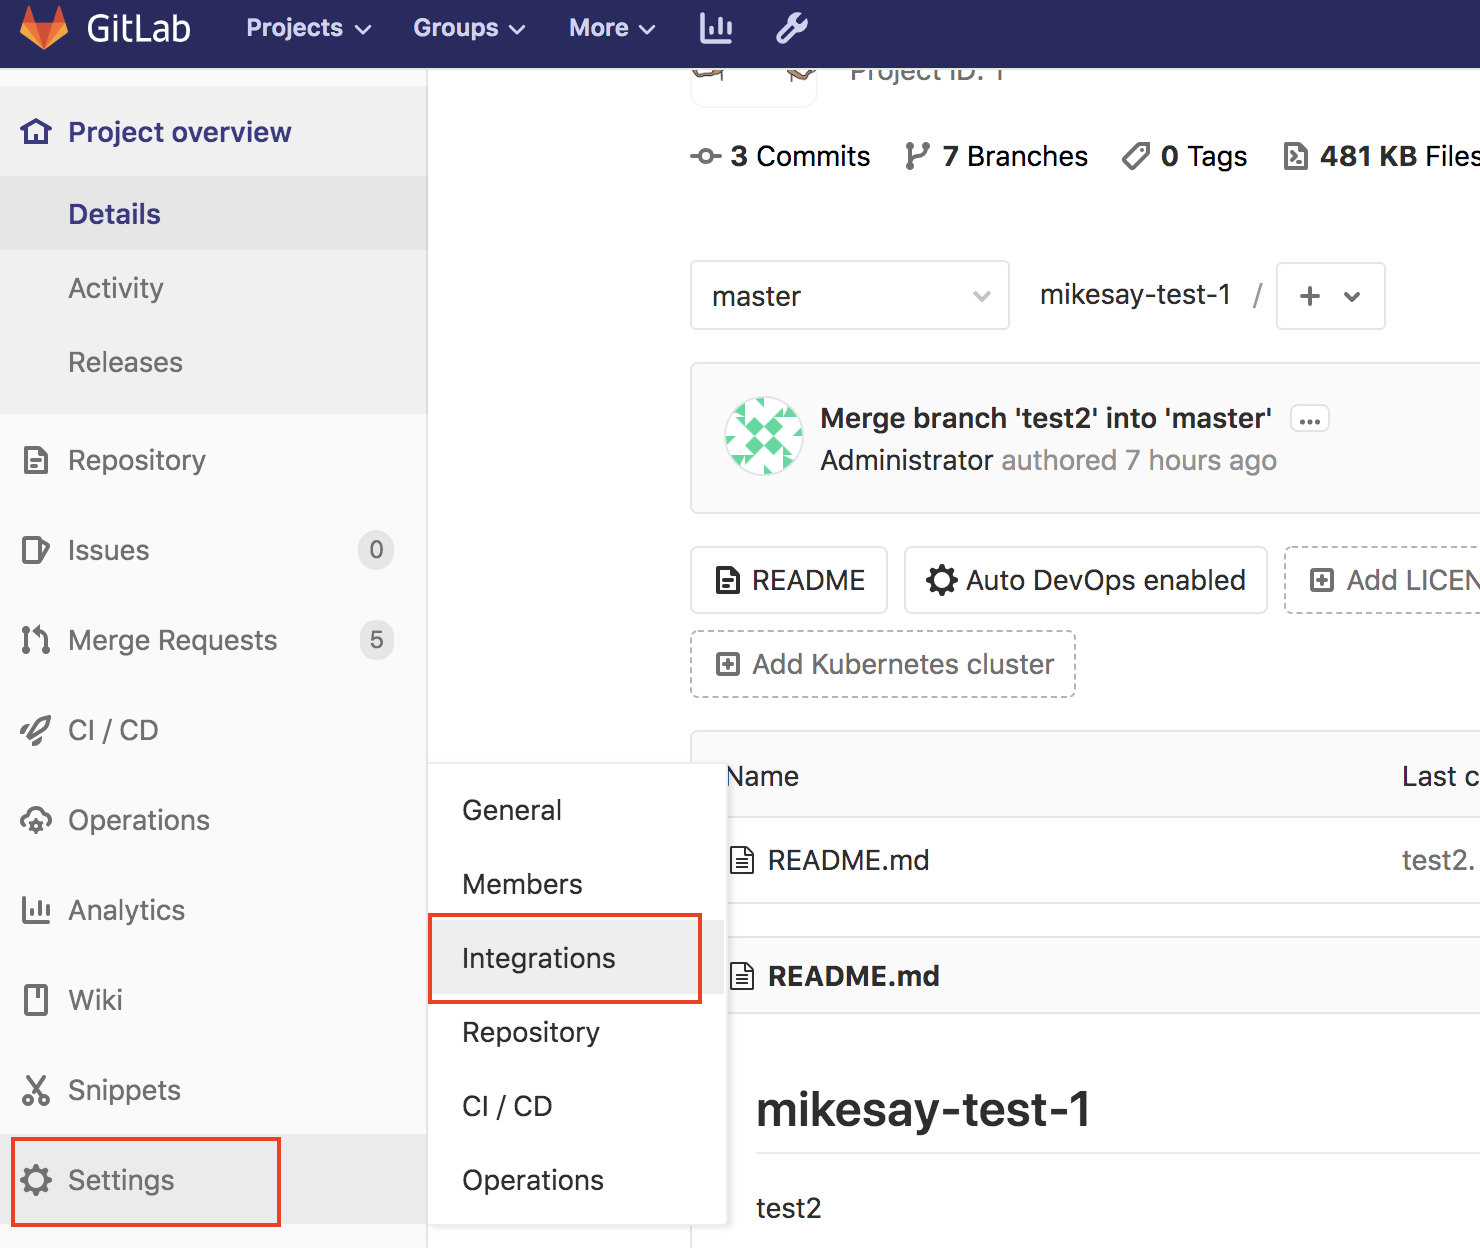 GitLab Projects Groups More
Project ID: 1
Project overview
Details
Activity
Releases
Repository
Issues 0
Merge Requests 5
CI / CD
Operations
Analytics
Wiki
Snippets
Settings
General
Members
Integrations
Repository
CI / CD
Operations
3 Commits 7 Branches 0 Tags 481 KB Files
master mikesay-test-1 / +
Merge branch 'test2' into 'master' ...
Administrator authored 7 hours ago
README Auto DevOps enabled Add LICEN
Add Kubernetes cluster
Name Last c
README.md test2.
README.md
mikesay-test-1
test2